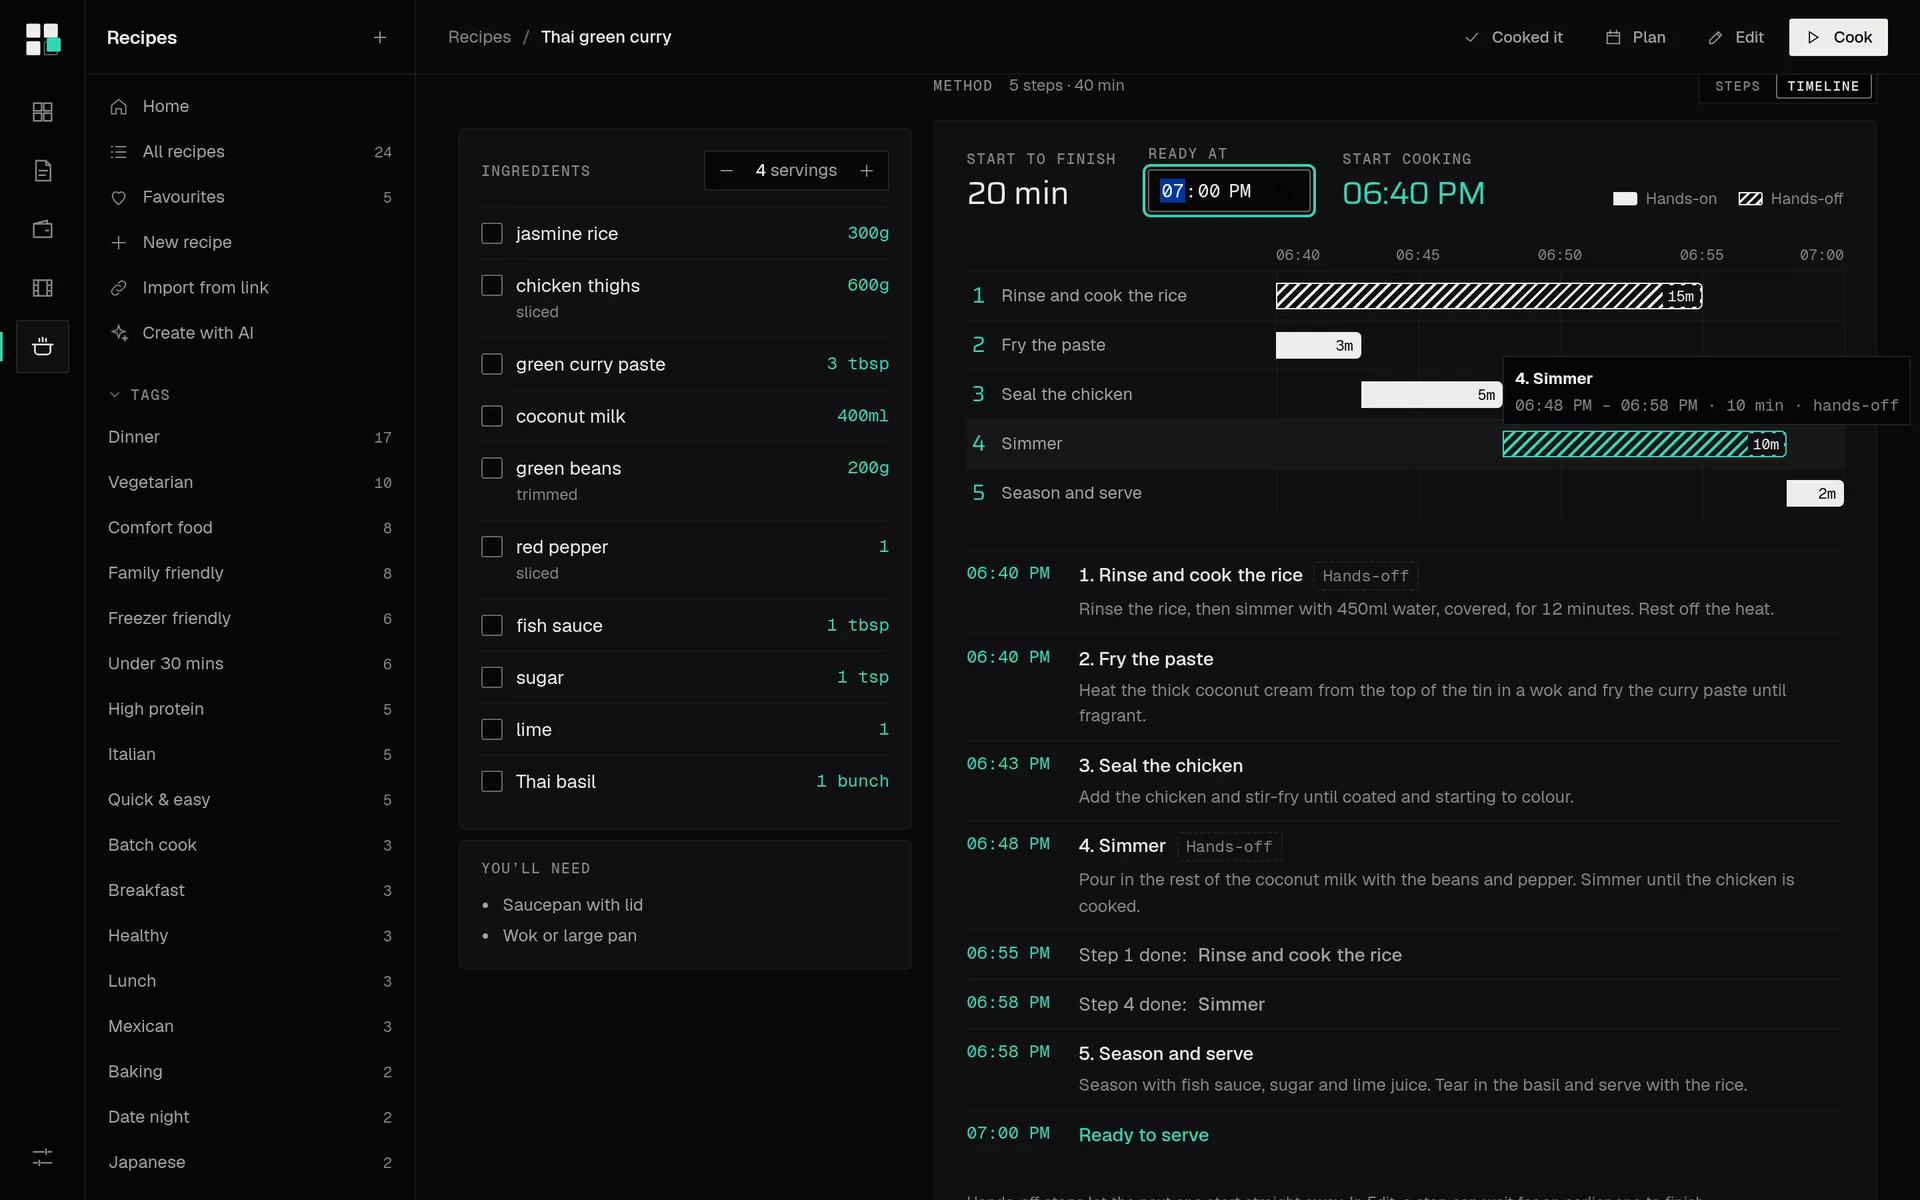 Recipes
Home
All recipes 24
Favourites 5
New recipe
Import from link
Create with AI
TAGS
Dinner 17
Vegetarian 10
Comfort food 8
Family friendly 8
Freezer friendly 6
Under 30 mins 6
High protein 5
Italian 5
Quick & easy 5
Batch cook 3
Breakfast 3
Healthy 3
Lunch 3
Mexican 3
Baking 2
Date night 2
Japanese 2
Recipes / Thai green curry
Cooked it
Plan
Edit
Cook
INGREDIENTS
4 servings
jasmine rice 300g
chicken thighs 600g
sliced
green curry paste 3 tbsp
coconut milk 400ml
green beans 200g
trimmed
red pepper 1
sliced
fish sauce 1 tbsp
sugar 1 tsp
lime 1
Thai basil 1 bunch
YOU'LL NEED
• Saucepan with lid
• Wok or large pan
METHOD 5 steps · 40 min
STEPS TIMELINE
START TO FINISH
20 min
READY AT
07:00 PM
START COOKING
06:40 PM
Hands-on Hands-off
06:40 06:45 06:50 06:55 07:00
1 Rinse and cook the rice 15m
2 Fry the paste 3m
3 Seal the chicken 5m
4. Simmer
06:48 PM – 06:58 PM · 10 min · hands-off
4 Simmer 10m
5 Season and serve 2m
06:40 PM 1. Rinse and cook the rice Hands-off
Rinse the rice, then simmer with 450ml water, covered, for 12 minutes. Rest off the heat.
06:40 PM 2. Fry the paste
Heat the thick coconut cream from the top of the tin in a wok and fry the curry paste until
fragrant.
06:43 PM 3. Seal the chicken
Add the chicken and stir-fry until coated and starting to colour.
06:48 PM 4. Simmer Hands-off
Pour in the rest of the coconut milk with the beans and pepper. Simmer until the chicken is
cooked.
06:55 PM Step 1 done: Rinse and cook the rice
06:58 PM Step 4 done: Simmer
06:58 PM 5. Season and serve
Season with fish sauce, sugar and lime juice. Tear in the basil and serve with the rice.
07:00 PM Ready to serve